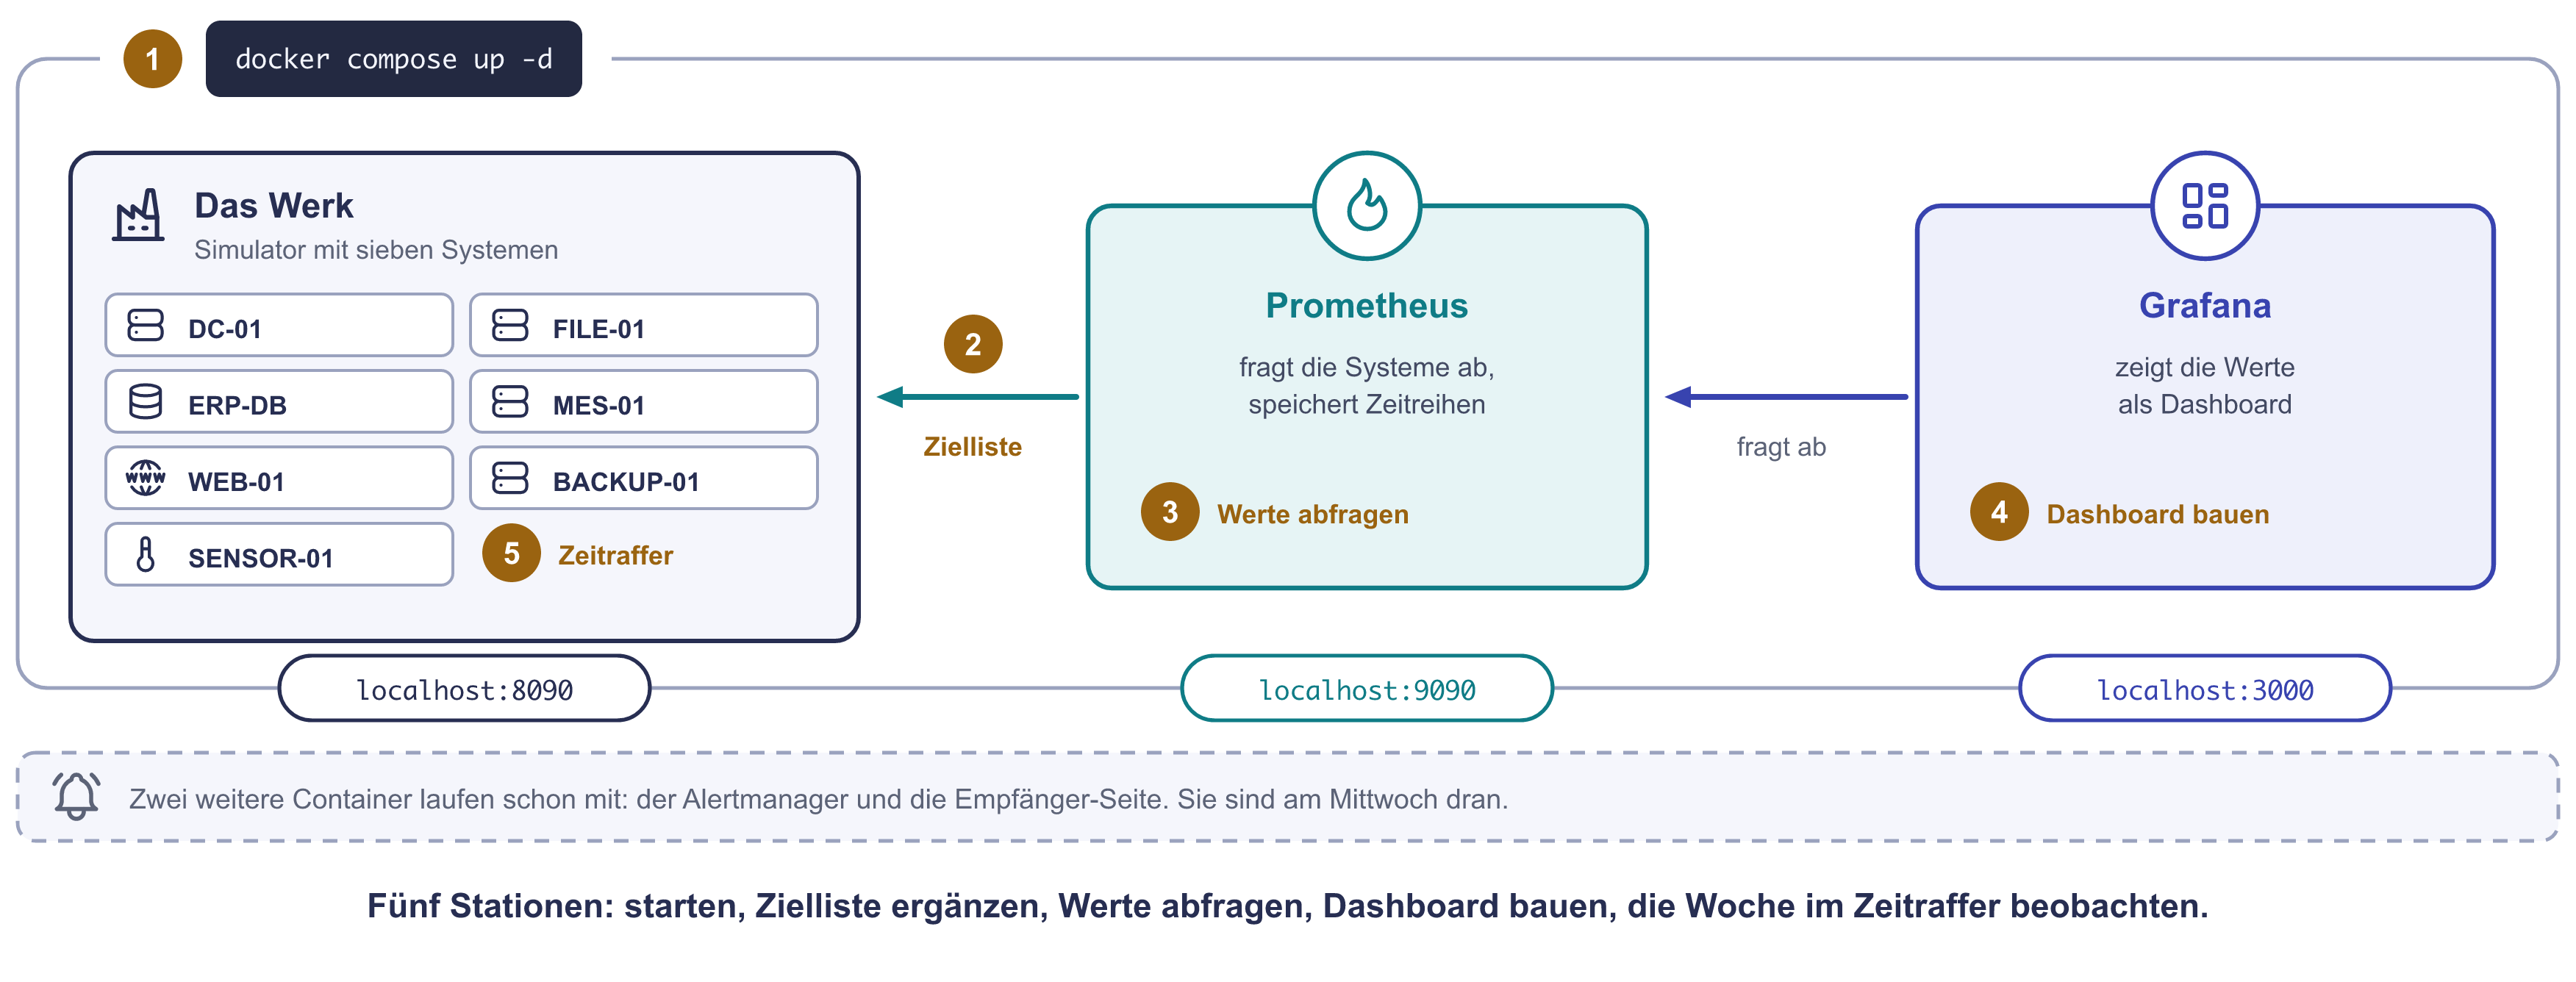 1
docker compose up -d
Das Werk
Simulator mit sieben Systemen
DC-01
FILE-01
ERP-DB
MES-01
WEB-01
BACKUP-01
SENSOR-01
5 Zeitraffer
2
Zielliste
Prometheus
fragt die Systeme ab,
speichert Zeitreihen
3 Werte abfragen
fragt ab
Grafana
zeigt die Werte
als Dashboard
4 Dashboard bauen
localhost:8090
localhost:9090
localhost:3000
Zwei weitere Container laufen schon mit: der Alertmanager und die Empfänger-Seite. Sie sind am Mittwoch dran.
Fünf Stationen: starten, Zielliste ergänzen, Werte abfragen, Dashboard bauen, die Woche im Zeitraffer beobachten.